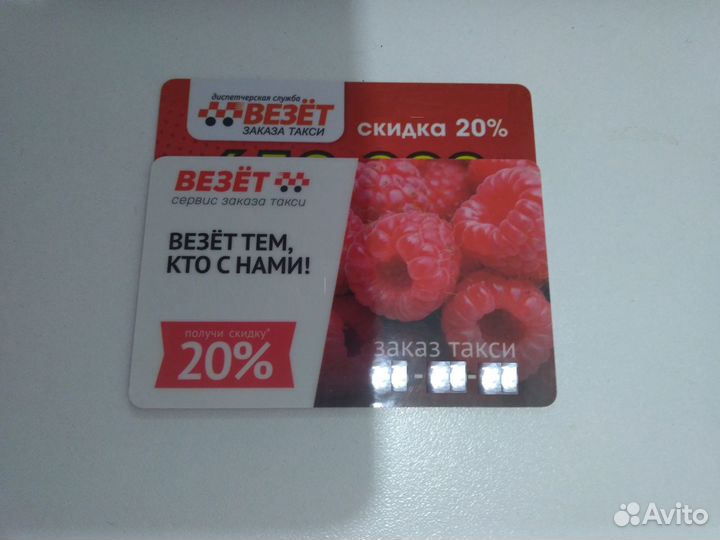 диспетчерская служба
ВЕЗЁТ
ЗАКАЗА ТАКСИ
скидка 20%
ВЕЗЁТ
сервис заказа такси
ВЕЗЁТ ТЕМ,
КТО С НАМИ!
получи скидку*
20%
заказ такси
Avito